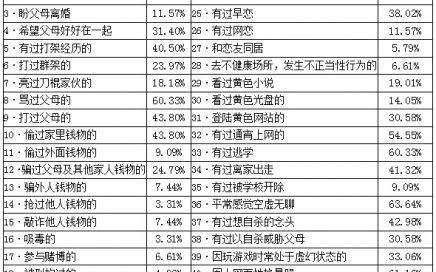 3・盼父母离婚 11.57% 25・有过早恋 38.02%
4・希望父母好好在一起 31.40% 26・有过网恋 11.57%
5・有过打架经历的 40.50% 27・和恋友同居 5.79%
6・打过群架的 23.97% 28・去不健康场所，发生不正当性行为的 6.61%
7・亮过刀棍家伙的 18.18% 29・看过黄色小说 19.01%
8・骂过父母的 60.33% 30・看过黄色光盘的 14.05%
9・打过父母的 43.80% 31・登陆黄色网站的 30.58%
10・偷过家里钱物的 43.80% 32・有过通宵上网的 54.55%
11・偷过外面钱物的 9.09% 33・有过逃学 60.33%
12・骗过父母及其他家人钱物的 24.79% 34・有过离家出走 41.32%
13・骗外人钱物的 7.44% 35・有过被学校开除 9.09%
14・抢过他人钱物的 3.31% 36・平常感觉空虚无聊 63.64%
15・敲诈他人钱物的 7.44% 37・有过想自杀的念头 42.98%
16・吸毒的 3.31% 38・有过以自杀威胁父母 30.58%
17・参与赌博的 6.61% 39・因玩游戏时常处于虚幻状态的 33.06%